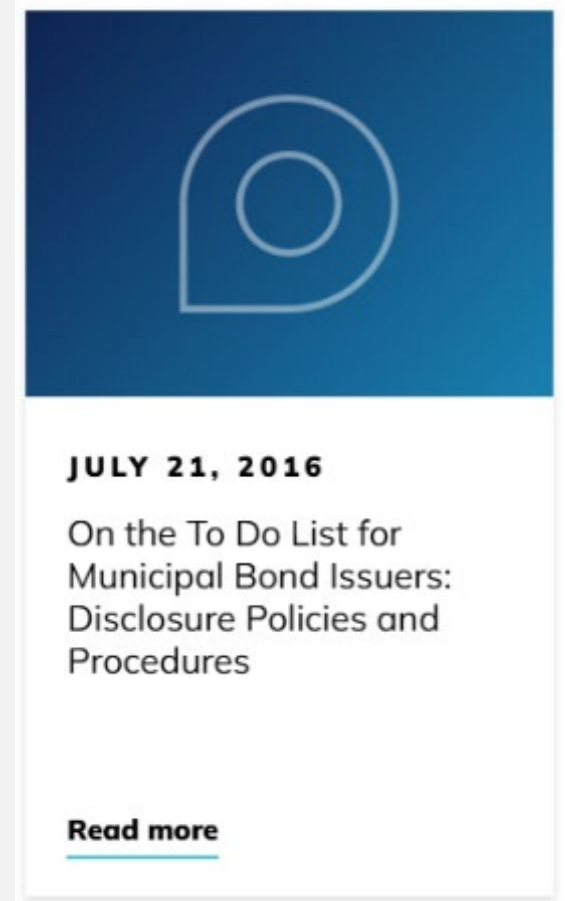 JULY 21, 2016
On the To Do List for
Municipal Bond Issuers:
Disclosure Policies and
Procedures
Read more